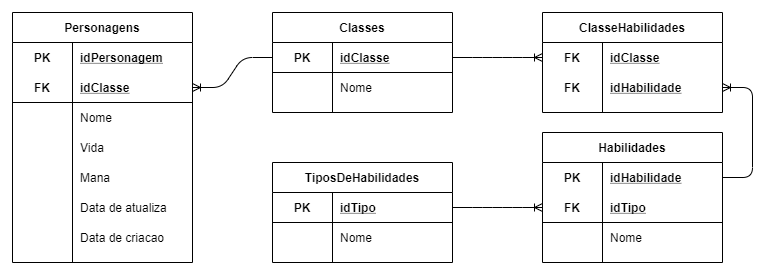 Personagens
PK idPersonagem
FK idClasse
Nome
Vida
Mana
Data de atualiza
Data de criacao
Classes
PK idClasse
Nome
ClasseHabilidades
FK idClasse
FK idHabilidade
TiposDeHabilidades
PK idTipo
Nome
Habilidades
PK idHabilidade
FK idTipo
Nome